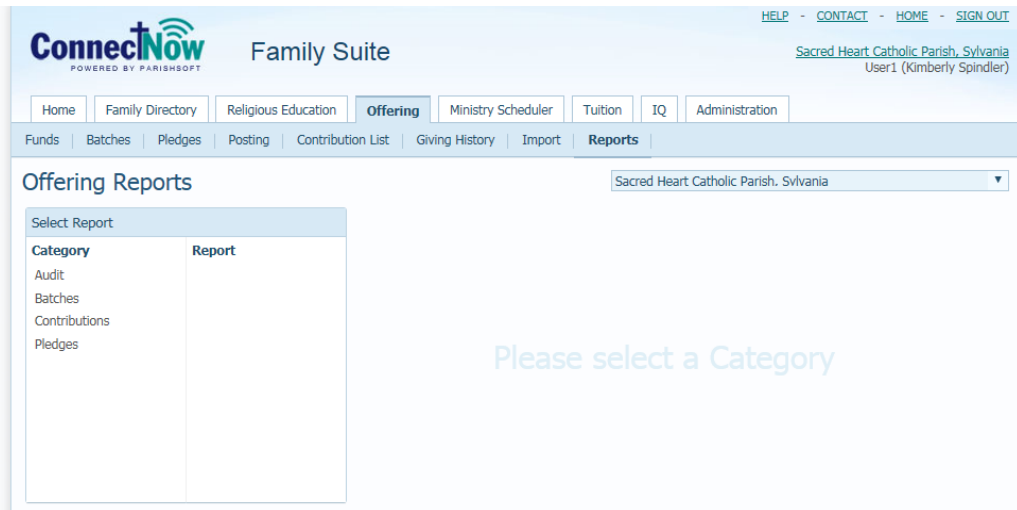 HELP - CONTACT - HOME - SIGN OUT
ConnectNow
POWERED BY PARISHSOFT
Family Suite
Sacred Heart Catholic Parish, Sylvania
User1 (Kimberly Spindler)
Home Family Directory Religious Education Offering Ministry Scheduler Tuition IQ Administration
Funds Batches Pledges Posting Contribution List Giving History Import Reports
Offering Reports
Sacred Heart Catholic Parish, Sylvania
Select Report
Category Report
Audit
Batches
Contributions
Pledges
Please select a Category